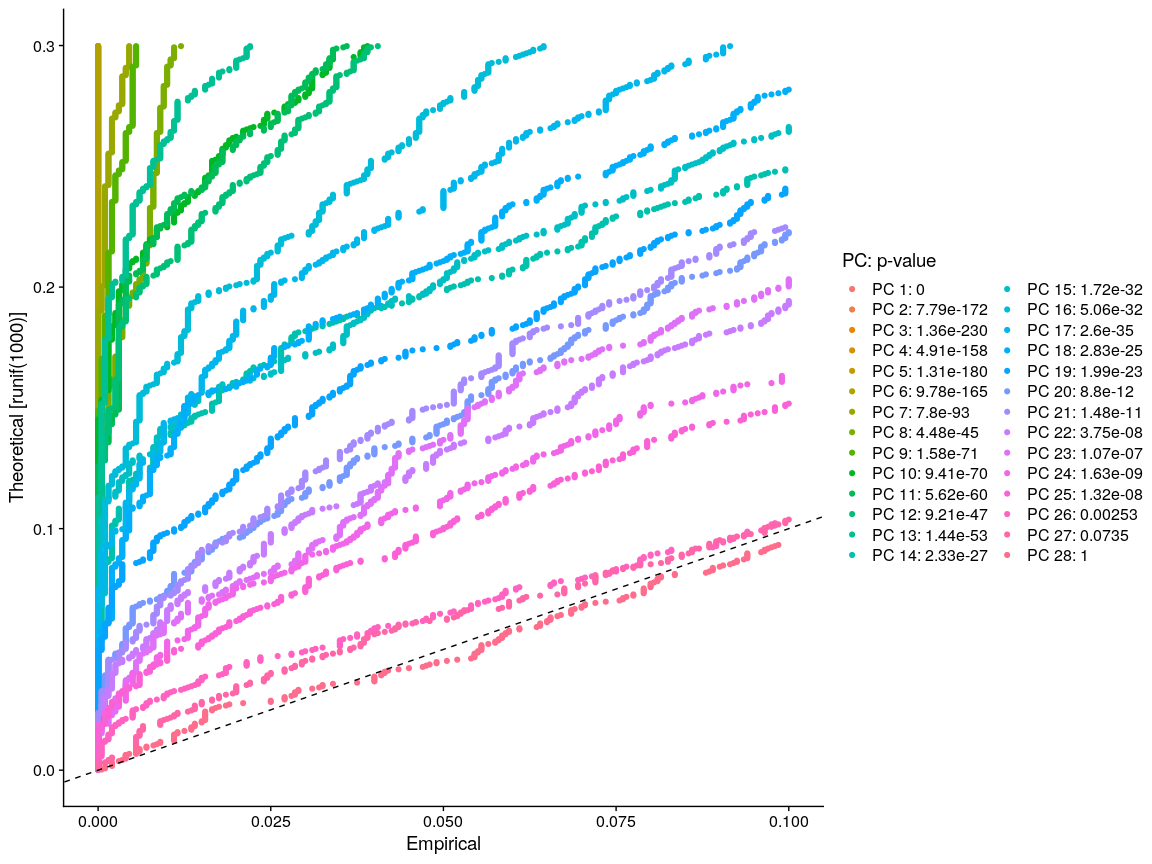 0.3
0.2
0.1
0.0
Theoretical [runif(1000)]
0.000
0.025
0.050
0.075
0.100
Empirical
PC: p-value
PC 1: 0
PC 2: 7.79e-172
PC 3: 1.36e-230
PC 4: 4.91e-158
PC 5: 1.31e-180
PC 6: 9.78e-165
PC 7: 7.8e-93
PC 8: 4.48e-45
PC 9: 1.58e-71
PC 10: 9.41e-70
PC 11: 5.62e-60
PC 12: 9.21e-47
PC 13: 1.44e-53
PC 14: 2.33e-27
PC 15: 1.72e-32
PC 16: 5.06e-32
PC 17: 2.6e-35
PC 18: 2.83e-25
PC 19: 1.99e-23
PC 20: 8.8e-12
PC 21: 1.48e-11
PC 22: 3.75e-08
PC 23: 1.07e-07
PC 24: 1.63e-09
PC 25: 1.32e-08
PC 26: 0.00253
PC 27: 0.0735
PC 28: 1